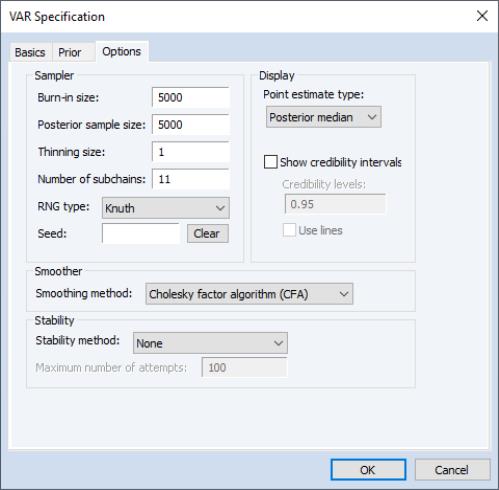 VAR Specification
Basics Prior Options
Sampler
Burn-in size: 5000
Posterior sample size: 5000
Thinning size: 1
Number of subchains: 11
RNG type: Knuth
Seed: Clear
Display
Point estimate type:
Posterior median
Show credibility intervals
Credibility levels:
0.95
Use lines
Smoother
Smoothing method: Cholesky factor algorithm (CFA)
Stability
Stability method: None
Maximum number of attempts: 100
OK Cancel